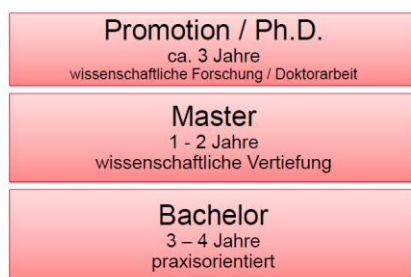 Promotion / Ph.D.
ca. 3 Jahre
wissenschaftliche Forschung / Doktorarbeit
Master
1 - 2 Jahre
wissenschaftliche Vertiefung
Bachelor
3 – 4 Jahre
praxisorientiert